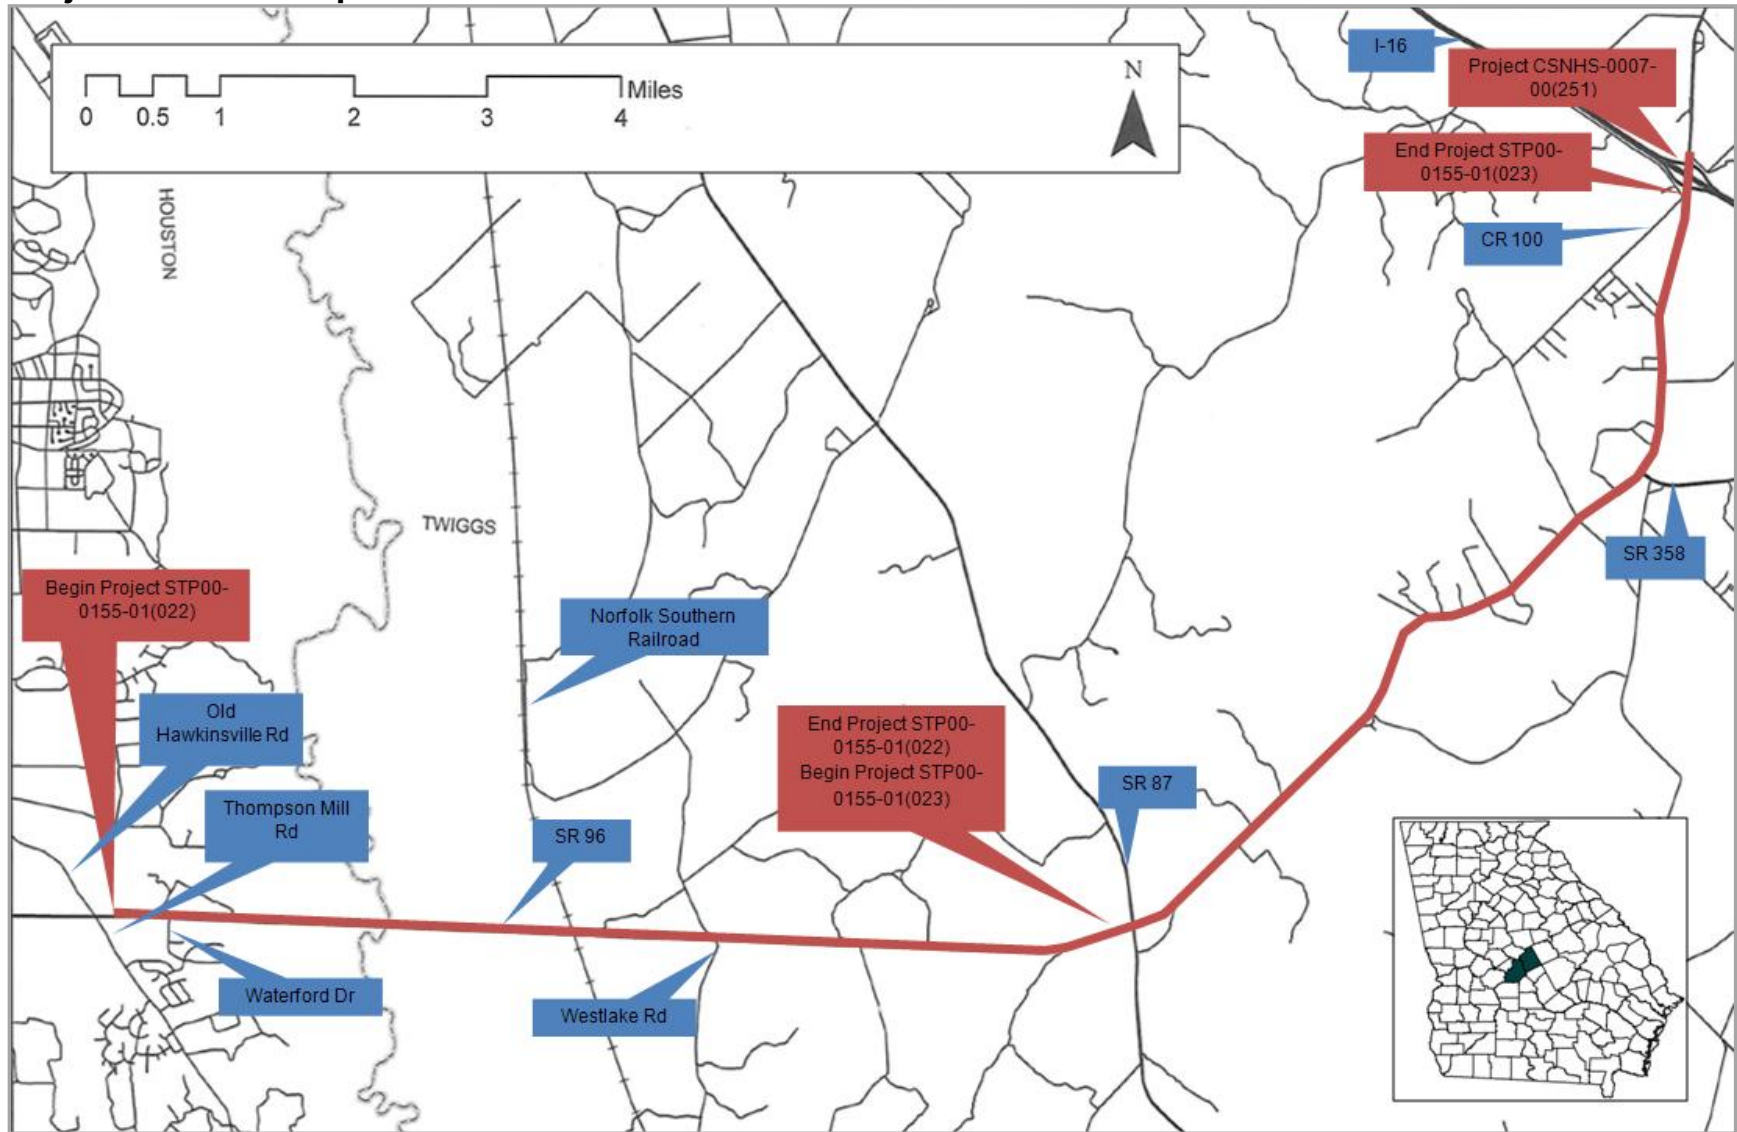 I-16
Project CSNHS-0007-
00(251)
Miles
0 0.5 1 2 3 4
N
End Project STP00-
0155-01(023)
CR 100
HOUSTON
TWIGGS
SR 358
Begin Project STP00-
0155-01(022)
Norfolk Southern
Railroad
Old
Hawkinsville Rd
End Project STP00-
0155-01(022)
Begin Project STP00-
0155-01(023)
SR 87
Thompson Mill
Rd
SR 96
Waterford Dr
Westlake Rd